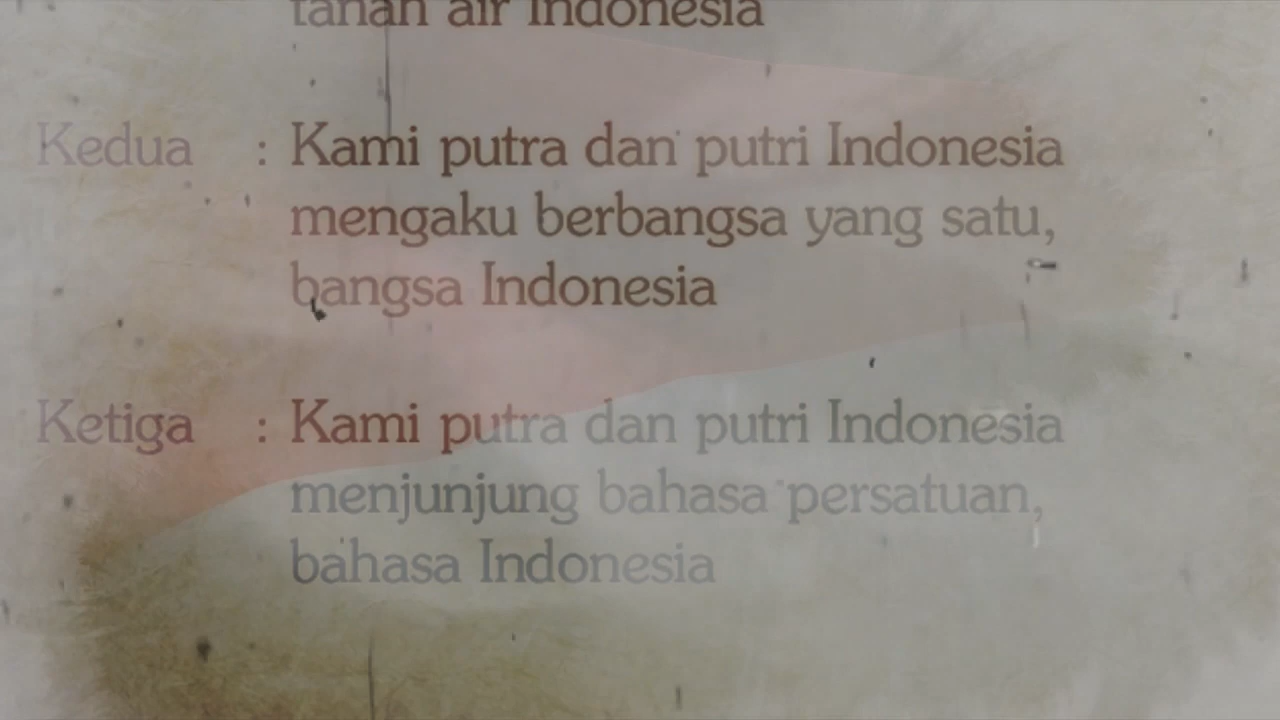 tanah air Indonesia
Kedua : Kami putra dan putri Indonesia
mengaku berbangsa yang satu,
bangsa Indonesia
Ketiga : Kami putra dan putri Indonesia
menjunjung bahasa persatuan,
bahasa Indonesia